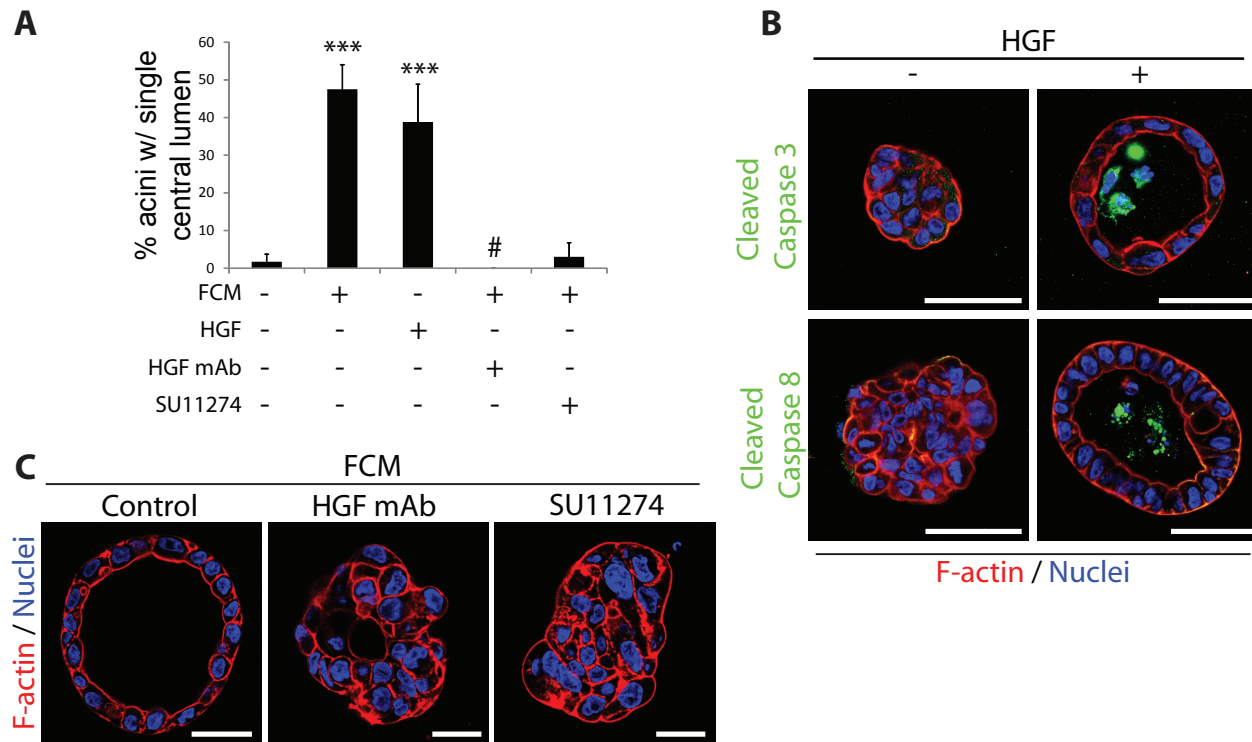 A
% acini w/ single
central lumen
60
50
40
30
20
10
0
***
***
#
FCM - + - + +
HGF - - + - -
HGF mAb - - - + -
SU11274 - - - - +
B
HGF
- +
Cleaved
Caspase 3
Cleaved
Caspase 8
F-actin / Nuclei
C
FCM
Control HGF mAb SU11274
F-actin / Nuclei